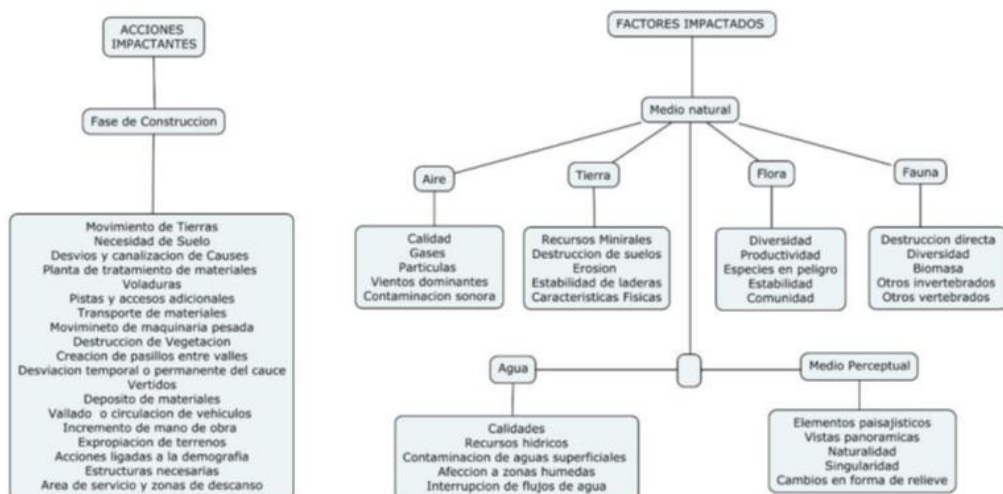 ACCIONES
IMPACTANTES
Fase de Construccion
Movimiento de Tierras
Necesidad de Suelo
Desvios y canalizacion de Causes
Planta de tratamiento de materiales
Voladuras
Pistas y accesos adicionales
Transporte de materiales
Movimineto de maquinaria pesada
Destruccion de Vegetacion
Creacion de pasillos entre valles
Desviacion temporal o permanente del cauce
Vertidos
Deposito de materiales
Vallado o circulacion de vehiculos
Incremento de mano de obra
Expropiacion de terrenos
Acciones ligadas a la demografia
Estructuras necesarias
Area de servicio y zonas de descanso
FACTORES IMPACTADOS
Medio natural
Aire
Calidad
Gases
Particulas
Vientos dominantes
Contaminacion sonora
Tierra
Recursos Minirales
Destruccion de suelos
Erosion
Estabilidad de laderas
Caracteristicas Físicas
Flora
Diversidad
Productividad
Especies en peligro
Estabilidad
Comunidad
Fauna
Destruccion directa
Diversidad
Biomasa
Otros invertebrados
Otros vertebrados
Agua
Calidades
Recursos hidricos
Contaminacion de aguas superficiales
Afeccion a zonas humedas
Interrupcion de flujos de agua
Medio Perceptual
Elementos paisajísticos
Vistas panoramicas
Naturalidad
Singularidad
Cambios en forma de relieve